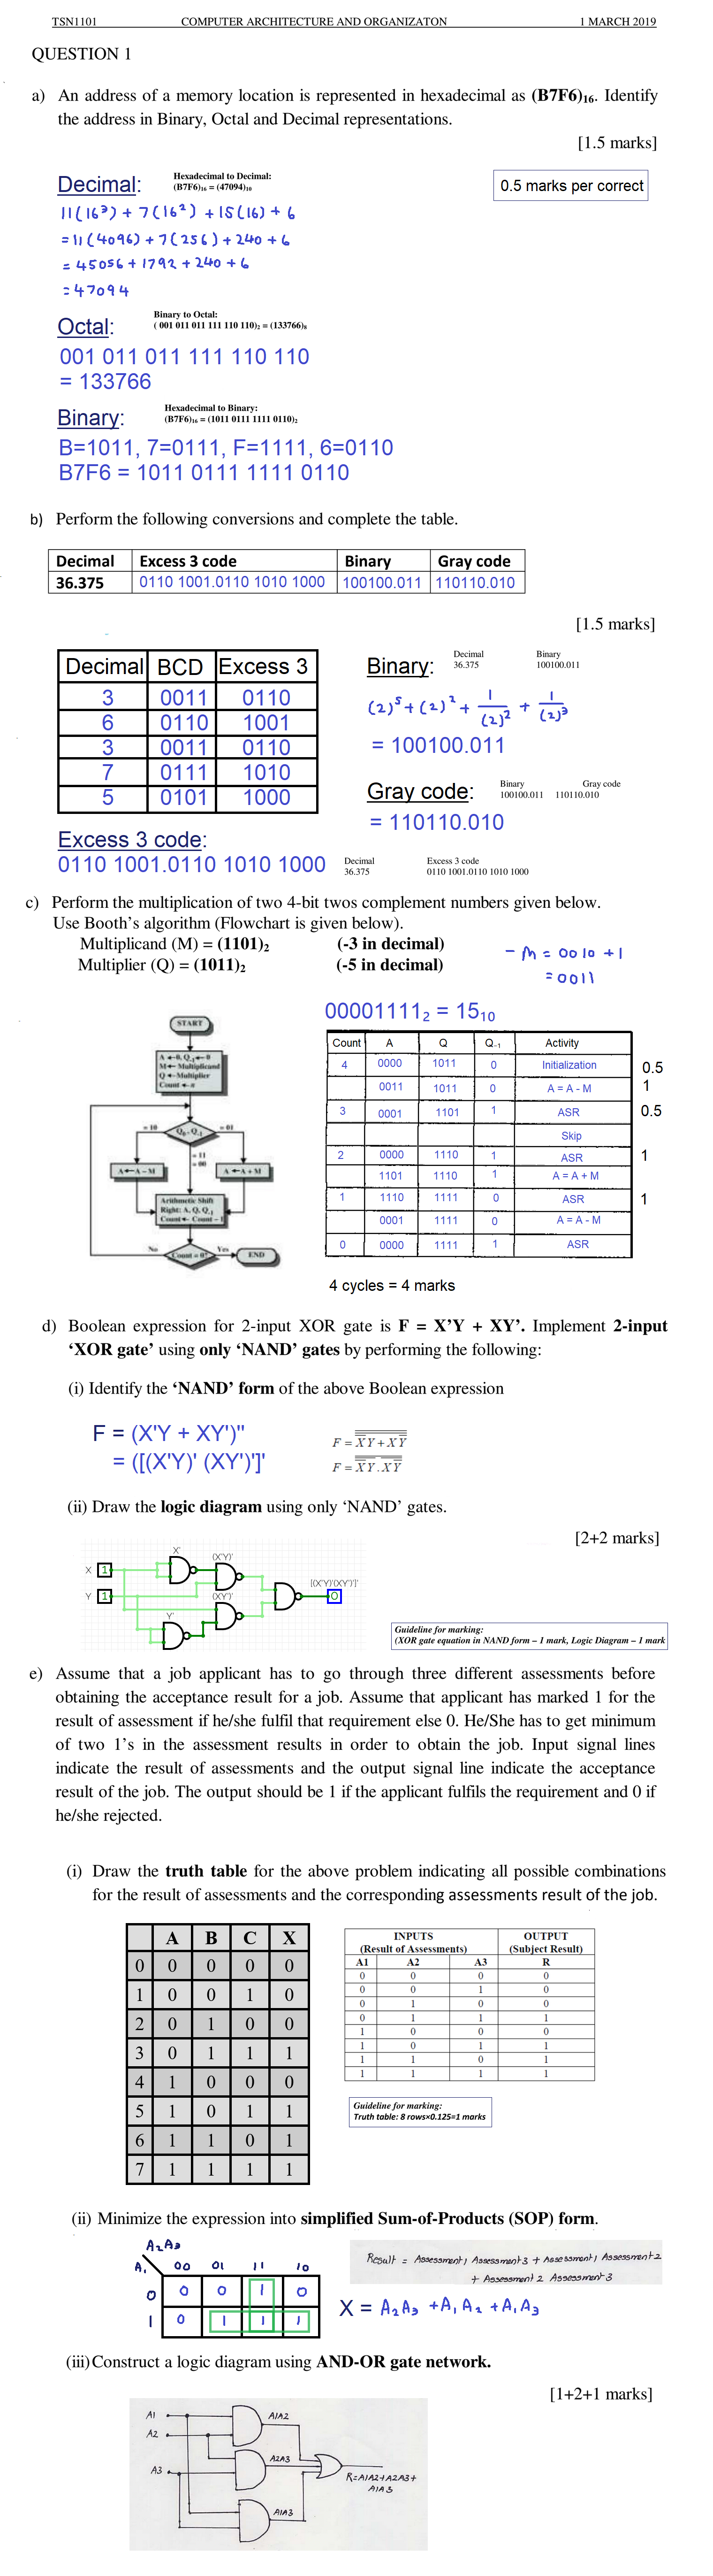 TSN1101 COMPUTER ARCHITECTURE AND ORGANIZATON 1 MARCH 2019
QUESTION 1
a) An address of a memory location is represented in hexadecimal as (B7F6)₁₆. Identify
the address in Binary, Octal and Decimal representations.
[1.5 marks]
Decimal:
Hexadecimal to Decimal:
(B7F6)₁₆ = (47094)₁₀
0.5 marks per correct
11(16³) + 7(16²) + 15(16) + 6
= 11(4096) + 7(256) + 240 + 6
= 45056 + 1792 + 240 + 6
= 47094
Octal:
Binary to Octal:
( 001 011 011 111 110 110)₂ = (133766)₈
001 011 011 111 110 110
= 133766
Binary:
Hexadecimal to Binary:
(B7F6)₁₆ = (1011 0111 1111 0110)₂
B=1011, 7=0111, F=1111, 6=0110
B7F6 = 1011 0111 1111 0110
b) Perform the following conversions and complete the table.
Decimal Excess 3 code Binary Gray code
36.375 0110 1001.0110 1010 1000 100100.011 110110.010
[1.5 marks]
Decimal BCD Excess 3
3 0011 0110
6 0110 1001
3 0011 0110
7 0111 1010
5 0101 1000
Binary:
Decimal Binary
36.375 100100.011
(2)⁵ + (2)² + 1/(2)² + 1/(2)³
= 100100.011
Gray code:
Binary Gray code
100100.011 110110.010
= 110110.010
Excess 3 code:
0110 1001.0110 1010 1000
Decimal Excess 3 code
36.375 0110 1001.0110 1010 1000
c) Perform the multiplication of two 4-bit twos complement numbers given below.
Use Booth's algorithm (Flowchart is given below).
Multiplicand (M) = (1101)₂ (-3 in decimal)
Multiplier (Q) = (1011)₂ (-5 in decimal)
- M = 0010 + 1
= 0011
00001111₂ = 15₁₀
START
A ← 0, Q₋₁ ← 0
M ← Multiplicand
Q ← Multiplier
Count ← n
= 10 Q₀, Q₋₁ = 01
= 11
= 00
A ← A – M A ← A + M
Arithmetic Shift
Right: A, Q, Q₋₁
Count ← Count – 1
No Count = 0? Yes END
Count A Q Q₋₁ Activity
4 0000 1011 0 Initialization 0.5
0011 1011 0 A = A - M 1
3 0001 1101 1 ASR 0.5
Skip
2 0000 1110 1 ASR 1
1101 1110 1 A = A + M
1 1110 1111 0 ASR 1
0001 1111 0 A = A - M
0 0000 1111 1 ASR
4 cycles = 4 marks
d) Boolean expression for 2-input XOR gate is F = X'Y + XY'. Implement 2-input
'XOR gate' using only 'NAND' gates by performing the following:
(i) Identify the 'NAND' form of the above Boolean expression
F = (X'Y + XY')''
= ([(X'Y)' (XY')']'
F = X̅Y + XY̅
F = X̅Y . XY̅
(ii) Draw the logic diagram using only 'NAND' gates.
[2+2 marks]
X'
(X'Y)'
X 1
Y 1
(XY')'
[(X'Y)'(XY')']'
0
Y'
Guideline for marking:
(XOR gate equation in NAND form – 1 mark, Logic Diagram – 1 mark
e) Assume that a job applicant has to go through three different assessments before
obtaining the acceptance result for a job. Assume that applicant has marked 1 for the
result of assessment if he/she fulfil that requirement else 0. He/She has to get minimum
of two 1's in the assessment results in order to obtain the job. Input signal lines
indicate the result of assessments and the output signal line indicate the acceptance
result of the job. The output should be 1 if the applicant fulfils the requirement and 0 if
he/she rejected.
(i) Draw the truth table for the above problem indicating all possible combinations
for the result of assessments and the corresponding assessments result of the job.
A B C X
0 0 0 0 0
1 0 0 1 0
2 0 1 0 0
3 0 1 1 1
4 1 0 0 0
5 1 0 1 1
6 1 1 0 1
7 1 1 1 1
INPUTS OUTPUT
(Result of Assessments) (Subject Result)
A1 A2 A3 R
0 0 0 0
0 0 1 0
0 1 0 0
0 1 1 1
1 0 0 0
1 0 1 1
1 1 0 1
1 1 1 1
Guideline for marking:
Truth table: 8 rows×0.125=1 marks
(ii) Minimize the expression into simplified Sum-of-Products (SOP) form.
A₂A₃
A₁ 00 01 11 10
0 0 0 1 0
1 0 1 1 1
Result = Assessment1 Assessment3 + Assessment1 Assessment2
+ Assessment2 Assessment3
X = A₂A₃ + A₁A₂ + A₁A₃
(iii) Construct a logic diagram using AND-OR gate network.
[1+2+1 marks]
A1
A1A2
A2
A2A3
A3
R=A1A2+A2A3+
A1A3
A1A3